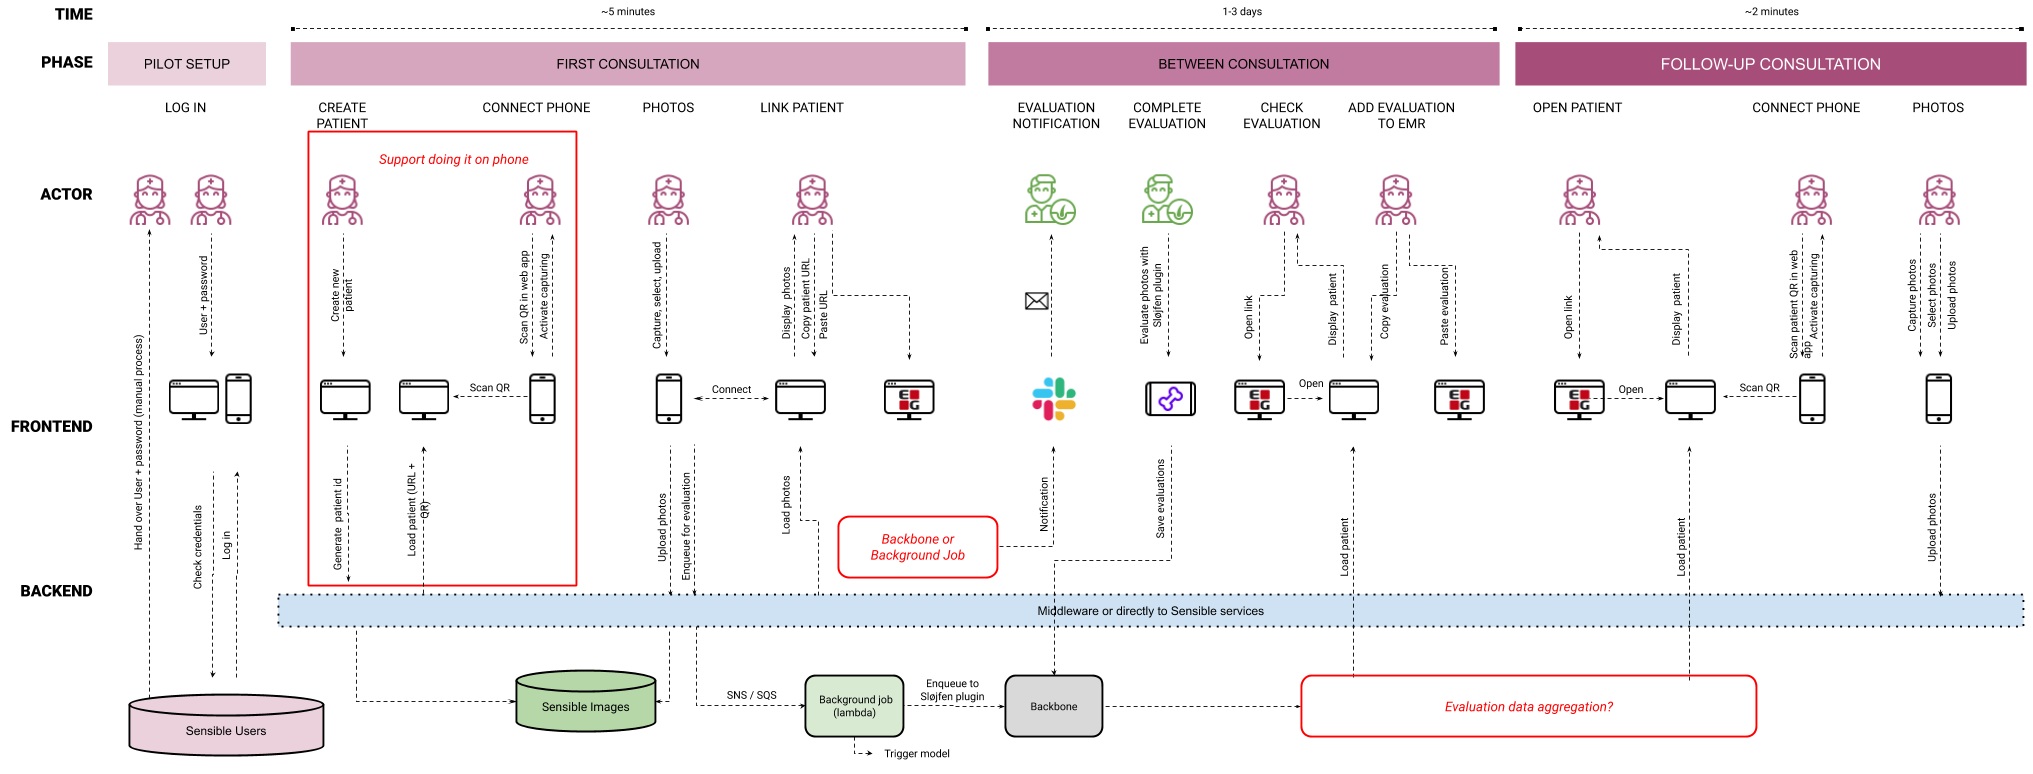 TIME
~5 minutes
1-3 days
~2 minutes
PHASE
PILOT SETUP
FIRST CONSULTATION
BETWEEN CONSULTATION
FOLLOW-UP CONSULTATION
LOG IN
CREATE
PATIENT
CONNECT PHONE
PHOTOS
LINK PATIENT
EVALUATION
NOTIFICATION
COMPLETE
EVALUATION
CHECK
EVALUATION
ADD EVALUATION
TO EMR
OPEN PATIENT
CONNECT PHONE
PHOTOS
Support doing it on phone
ACTOR
Hand over User + password (manual process)
User + password
Create new
patient
Scan QR in web app
Activate capturing
Capture, select, upload
Display photos
Copy patient URL
Paste URL
Evaluate photos with
Sløjfen plugin
Open link
Display patient
Copy evaluation
Paste evaluation
Open link
Display patient
Scan patient QR in web
app
Activate capturing
Capture photos
Select photos
Upload photos
FRONTEND
Scan QR
Connect
E
G
E
G
Open
E
G
E
G
Open
Scan QR
Check credentials
Log in
Generate patient id
Load patient (URL +
QR)
Upload photos
Enqueue for evaluation
Load photos
Backbone or
Background Job
Notification
Save evaluations
Load patient
Load patient
Upload photos
BACKEND
Middleware or directly to Sensible services
Sensible Users
Sensible Images
SNS / SQS
Background job
(lambda)
Enqueue to
Sløjfen plugin
Backbone
Evaluation data aggregation?
Trigger model